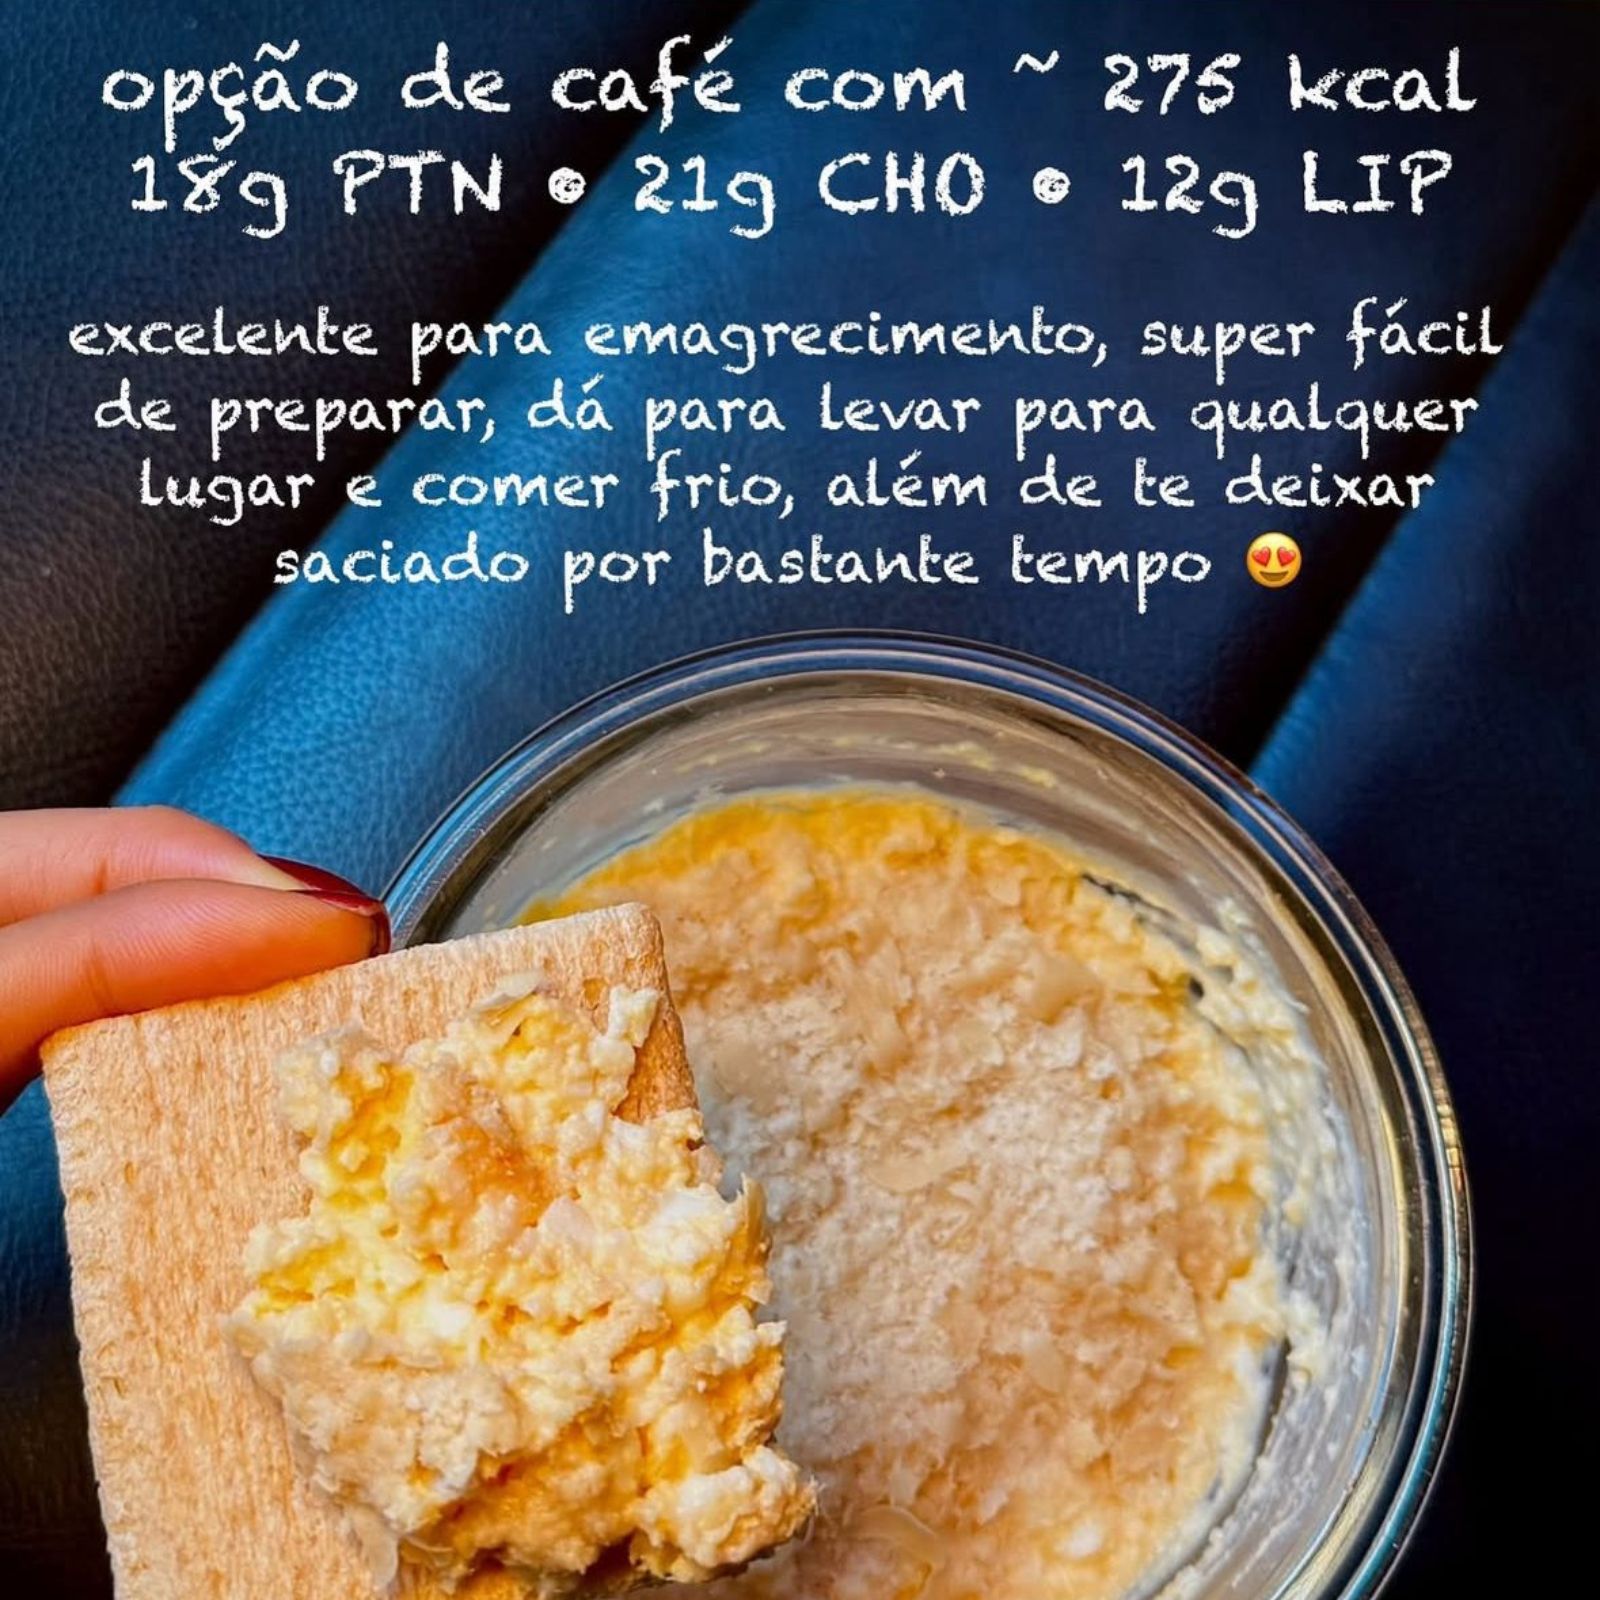 opção de café com ~ 275 kcal
18g PTN • 21g CHO • 12g LIP
excelente para emagrecimento, super fácil
de preparar, dá para levar para qualquer
lugar e comer frio, além de te deixar
saciado por bastante tempo 😍